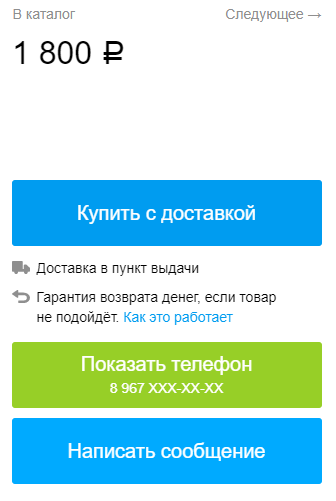 В каталог
Следующее →
1 800 ₽
Купить с доставкой
Доставка в пункт выдачи
Гарантия возврата денег, если товар
не подойдёт. Как это работает
Показать телефон
8 967 XXX-XX-XX
Написать сообщение